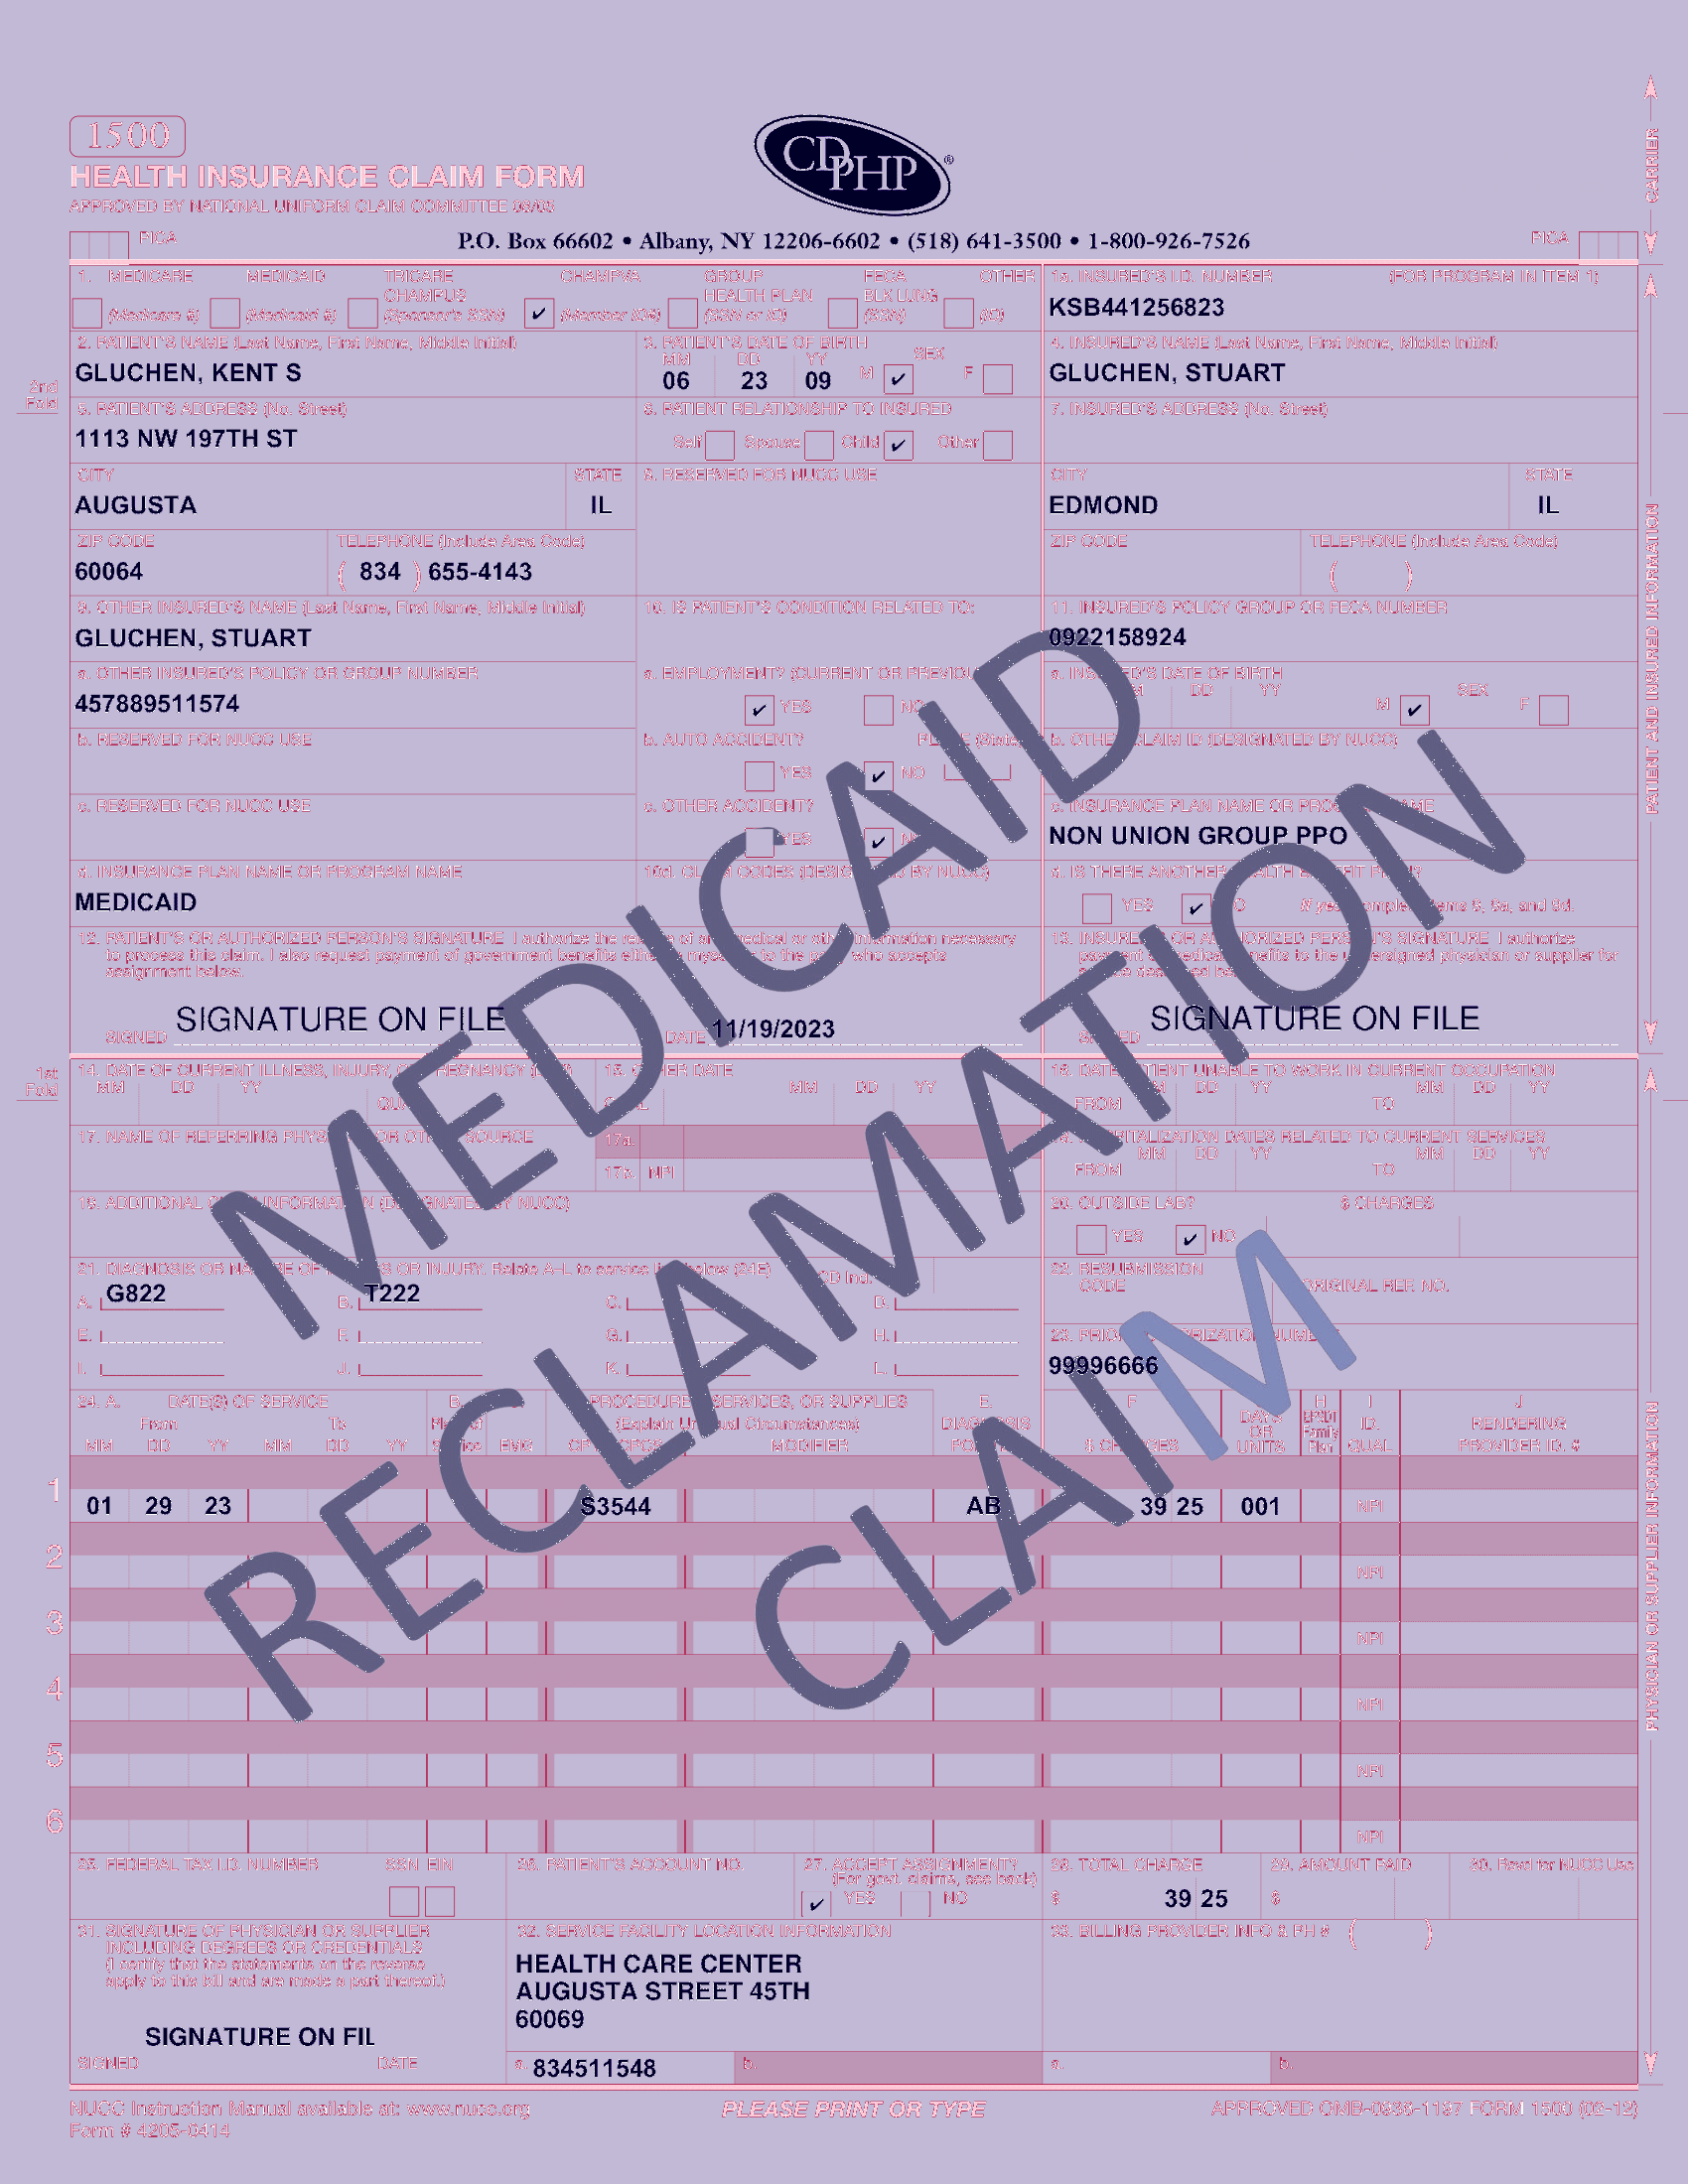 1500
HEALTH INSURANCE CLAIM FORM
APPROVED BY NATIONAL UNIFORM CLAIM COMMITTEE
CDPHP®
P.O. Box 66602 • Albany, NY 12206-6602 • (518) 641-3500 • 1-800-926-7526
PICA PICA
CARRIER
1. MEDICARE MEDICAID TRICARE CHAMPUS CHAMPVA GROUP HEALTH PLAN FECA BLK LUNG OTHER
(Medicare #) (Medicaid #) (Sponsor's SSN) ✓ (Member ID#) (SSN or ID) (SSN) (ID)
1a. INSURED'S I.D. NUMBER (FOR PROGRAM IN ITEM 1)
KSB441256823
2. PATIENT'S NAME (Last Name, First Name, Middle Initial)
GLUCHEN, KENT S
3. PATIENT'S DATE OF BIRTH SEX
MM DD YY
06 23 09 M ✓ F
4. INSURED'S NAME (Last Name, First Name, Middle Initial)
GLUCHEN, STUART
2nd Fold
5. PATIENT'S ADDRESS (No. Street)
1113 NW 197TH ST
6. PATIENT RELATIONSHIP TO INSURED
Self Spouse Child ✓ Other
7. INSURED'S ADDRESS (No. Street)
CITY STATE
AUGUSTA IL
RESERVED FOR NUCC USE
CITY STATE
EDMOND IL
ZIP CODE TELEPHONE (Include Area Code)
60064 ( 834 ) 655-4143
ZIP CODE TELEPHONE (Include Area Code)
( )
9. OTHER INSURED'S NAME (Last Name, First Name, Middle Initial)
GLUCHEN, STUART
10. IS PATIENT'S CONDITION RELATED TO:
11. INSURED'S POLICY GROUP OR FECA NUMBER
0922158924
a. OTHER INSURED'S POLICY OR GROUP NUMBER
457889511574
a. EMPLOYMENT? (CURRENT OR
✓ YES NO
a. INSURED'S DATE OF BIRTH SEX
DD YY M ✓ F
b. RESERVED FOR NUCC USE
b. AUTO ACCIDENT? PLACE (State)
YES ✓ NO
b. OTHER CLAIM ID (DESIGNATED BY NUCC)
c. RESERVED FOR NUCC USE
c. OTHER ACCIDENT?
YES ✓ NO
c. INSURANCE PLAN NAME OR PROGRAM NAME
NON UNION GROUP PPO
d. INSURANCE PLAN NAME OR PROGRAM NAME
MEDICAID
10d. CLAIM CODES (DESIGNATED BY NUCC)
d. IS THERE ANOTHER HEALTH BENEFIT PLAN?
YES ✓ NO If yes, complete items 9, 9a, and 9d.
12. PATIENT'S OR AUTHORIZED PERSON'S SIGNATURE I authorize the release of any medical or other information necessary
to process this claim. I also request payment of government benefits either to myself or to the party who accepts
assignment below.
SIGNED SIGNATURE ON FILE DATE 11/19/2023
13. INSURED'S OR AUTHORIZED PERSON'S SIGNATURE I authorize
payment of medical benefits to the undersigned physician or supplier for
SIGNED SIGNATURE ON FILE
PATIENT AND INSURED INFORMATION
MEDICAID
RECLAMATION
CLAIM
1st Fold
14. DATE OF CURRENT ILLNESS, INJURY, OR PREGNANCY
MM DD YY
15. OTHER DATE
MM DD YY
16. DATES PATIENT UNABLE TO WORK IN CURRENT OCCUPATION
DD YY MM DD YY
FROM TO
17. NAME OF REFERRING PHYSICIAN OR OTHER SOURCE
17a.
NPI
HOSPITALIZATION DATES RELATED TO CURRENT SERVICES
MM DD YY MM DD YY
FROM TO
19. ADDITIONAL CLAIM INFORMATION (DESIGNATED BY NUCC)
20. OUTSIDE LAB? $ CHARGES
YES ✓ NO
21. DIAGNOSIS OR NATURE OF ILLNESS OR INJURY. Relate A-L to service line below (24E) ICD Ind.
A. G822 B. T222 C. D.
E. F. G. H.
I. J. K. L.
22. RESUBMISSION CODE ORIGINAL REF. NO.
23. PRIOR AUTHORIZATION NUMBER
99996666
24. A. DATE(S) OF SERVICE
From To
MM DD YY MM DD YY
B. Place of Service EMG
PROCEDURES, SERVICES, OR SUPPLIES
(Explain Unusual Circumstances)
CPT/HCPCS MODIFIER
E. DIAGNOSIS POINTER
F $ CHARGES
DAYS OR UNITS
H EPSDT Family Plan
I ID. QUAL
J RENDERING PROVIDER ID. #
1
01 29 23 S3544 AB 39 25 001 NPI
2 NPI
3 NPI
4 NPI
5 NPI
6 NPI
25. FEDERAL TAX I.D. NUMBER SSN EIN
26. PATIENT'S ACCOUNT NO.
27. ACCEPT ASSIGNMENT?
(For govt. claims, see back)
✓ YES NO
28. TOTAL CHARGE
$ 39 25
29. AMOUNT PAID
$
30. Rsvd for NUCC Use
31. SIGNATURE OF PHYSICIAN OR SUPPLIER
INCLUDING DEGREES OR CREDENTIALS
(I certify that the statements on the reverse
apply to this bill and are made a part thereof.)
SIGNATURE ON FIL
SIGNED DATE
32. SERVICE FACILITY LOCATION INFORMATION
HEALTH CARE CENTER
AUGUSTA STREET 45TH
60069
a. 834511548 b.
33. BILLING PROVIDER INFO & PH # ( )
a. b.
PHYSICIAN OR SUPPLIER INFORMATION
NUCC Instruction Manual available at: www.nucc.org
PLEASE PRINT OR TYPE
APPROVED OMB-0938-1197 FORM 1500 (02-12)
Form # 4205-0414